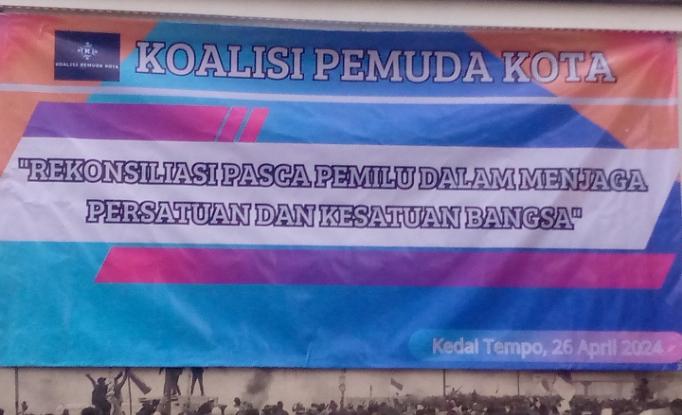 KOALISI PEMUDA KOTA
KOALISI PEMUDA KOTA
"REKONSILIASI PASCA PEMILU DALAM MENJAGA
PERSATUAN DAN KESATUAN BANGSA"
Kedai Tempo, 26 April 2024